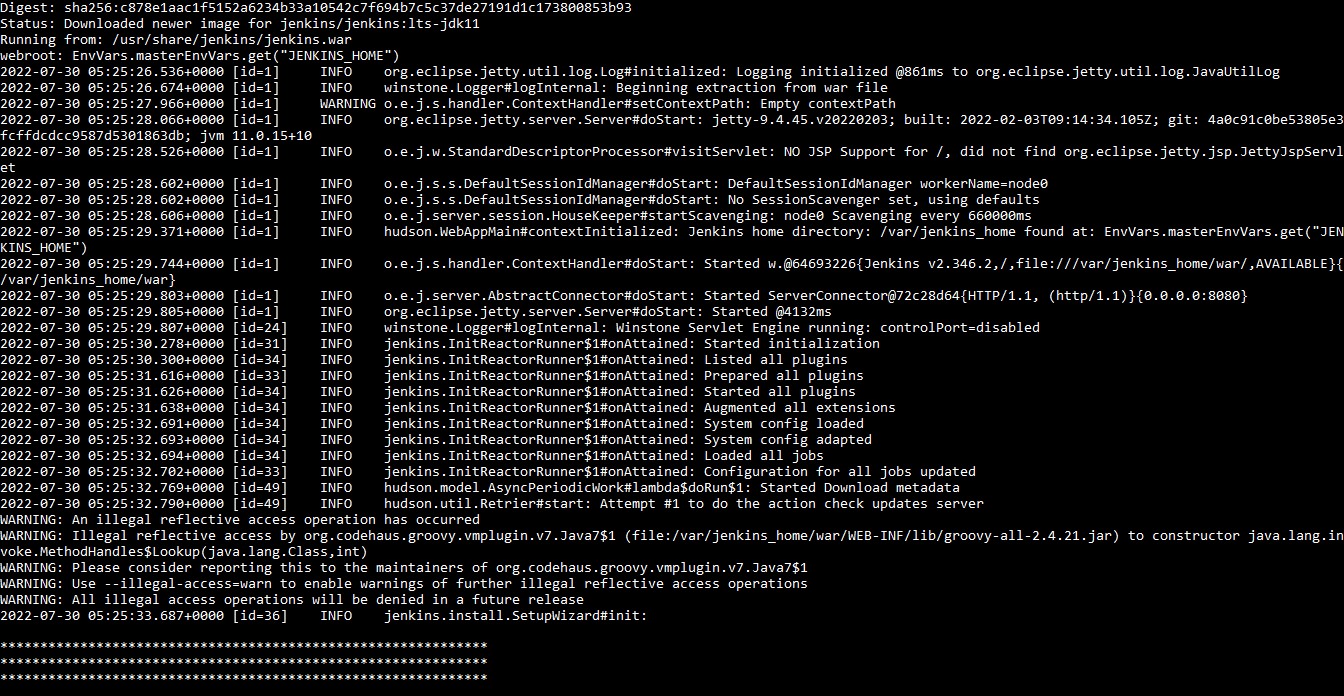 Digest: sha256:c878e1aac1f5152a6234b33a10542c7f694b7c5c37de27191d1c173800853b93
Status: Downloaded newer image for jenkins/jenkins:lts-jdk11
Running from: /usr/share/jenkins/jenkins.war
webroot: EnvVars.masterEnvVars.get("JENKINS_HOME")
2022-07-30 05:25:26.536+0000 [id=1]     INFO    org.eclipse.jetty.util.log.Log#initialized: Logging initialized @861ms to org.eclipse.jetty.util.log.JavaUtilLog
2022-07-30 05:25:26.674+0000 [id=1]     INFO    winstone.Logger#logInternal: Beginning extraction from war file
2022-07-30 05:25:27.966+0000 [id=1]     WARNING o.e.j.s.handler.ContextHandler#setContextPath: Empty contextPath
2022-07-30 05:25:28.066+0000 [id=1]     INFO    org.eclipse.jetty.server.Server#doStart: jetty-9.4.45.v20220203; built: 2022-02-03T09:14:34.105Z; git: 4a0c91c0be53805e3
fcffdcdcc9587d5301863db; jvm 11.0.15+10
2022-07-30 05:25:28.526+0000 [id=1]     INFO    o.e.j.w.StandardDescriptorProcessor#visitServlet: NO JSP Support for /, did not find org.eclipse.jetty.jsp.JettyJspServl
et
2022-07-30 05:25:28.602+0000 [id=1]     INFO    o.e.j.s.s.DefaultSessionIdManager#doStart: DefaultSessionIdManager workerName=node0
2022-07-30 05:25:28.602+0000 [id=1]     INFO    o.e.j.s.s.DefaultSessionIdManager#doStart: No SessionScavenger set, using defaults
2022-07-30 05:25:28.606+0000 [id=1]     INFO    o.e.j.server.session.HouseKeeper#startScavenging: node0 Scavenging every 660000ms
2022-07-30 05:25:29.371+0000 [id=1]     INFO    hudson.WebAppMain#contextInitialized: Jenkins home directory: /var/jenkins_home found at: EnvVars.masterEnvVars.get("JEN
KINS_HOME")
2022-07-30 05:25:29.744+0000 [id=1]     INFO    o.e.j.s.handler.ContextHandler#doStart: Started w.@64693226{Jenkins v2.346.2,/,file:///var/jenkins_home/war/,AVAILABLE}{
/var/jenkins_home/war}
2022-07-30 05:25:29.803+0000 [id=1]     INFO    o.e.j.server.AbstractConnector#doStart: Started ServerConnector@72c28d64{HTTP/1.1, (http/1.1)}{0.0.0.0:8080}
2022-07-30 05:25:29.805+0000 [id=1]     INFO    org.eclipse.jetty.server.Server#doStart: Started @4132ms
2022-07-30 05:25:29.807+0000 [id=24]    INFO    winstone.Logger#logInternal: Winstone Servlet Engine running: controlPort=disabled
2022-07-30 05:25:30.278+0000 [id=31]    INFO    jenkins.InitReactorRunner$1#onAttained: Started initialization
2022-07-30 05:25:30.300+0000 [id=34]    INFO    jenkins.InitReactorRunner$1#onAttained: Listed all plugins
2022-07-30 05:25:31.616+0000 [id=33]    INFO    jenkins.InitReactorRunner$1#onAttained: Prepared all plugins
2022-07-30 05:25:31.626+0000 [id=34]    INFO    jenkins.InitReactorRunner$1#onAttained: Started all plugins
2022-07-30 05:25:31.638+0000 [id=34]    INFO    jenkins.InitReactorRunner$1#onAttained: Augmented all extensions
2022-07-30 05:25:32.691+0000 [id=34]    INFO    jenkins.InitReactorRunner$1#onAttained: System config loaded
2022-07-30 05:25:32.693+0000 [id=34]    INFO    jenkins.InitReactorRunner$1#onAttained: System config adapted
2022-07-30 05:25:32.694+0000 [id=34]    INFO    jenkins.InitReactorRunner$1#onAttained: Loaded all jobs
2022-07-30 05:25:32.702+0000 [id=33]    INFO    jenkins.InitReactorRunner$1#onAttained: Configuration for all jobs updated
2022-07-30 05:25:32.769+0000 [id=49]    INFO    hudson.model.AsyncPeriodicWork#lambda$doRun$1: Started Download metadata
2022-07-30 05:25:32.790+0000 [id=49]    INFO    hudson.util.Retrier#start: Attempt #1 to do the action check updates server
WARNING: An illegal reflective access operation has occurred
WARNING: Illegal reflective access by org.codehaus.groovy.vmplugin.v7.Java7$1 (file:/var/jenkins_home/war/WEB-INF/lib/groovy-all-2.4.21.jar) to constructor java.lang.in
voke.MethodHandles$Lookup(java.lang.Class,int)
WARNING: Please consider reporting this to the maintainers of org.codehaus.groovy.vmplugin.v7.Java7$1
WARNING: Use --illegal-access=warn to enable warnings of further illegal reflective access operations
WARNING: All illegal access operations will be denied in a future release
2022-07-30 05:25:33.687+0000 [id=36]    INFO    jenkins.install.SetupWizard#init:
*************************************************************
*************************************************************
*************************************************************